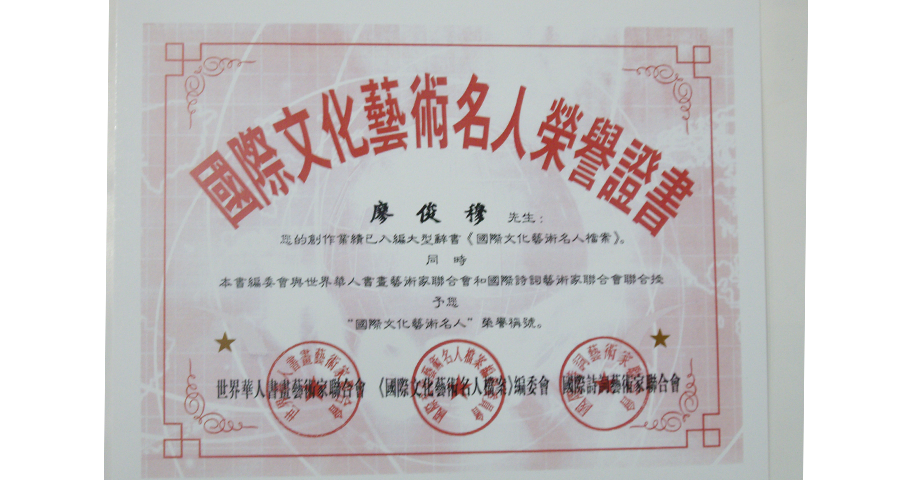 國際文化藝術名人榮譽證書
廖俊穆 先生：
您的創作業績已入編大型辭書《國際文化藝術名人檔案》。
同時
本書編委會與世界華人書畫藝術家聯合會和國際詩詞藝術家聯合會聯合授
予您
“國際文化藝術名人”榮譽稱號。
世界華人書畫藝術家聯合會 《國際文化藝術名人檔案》編委會 國際詩詞藝術家聯合會